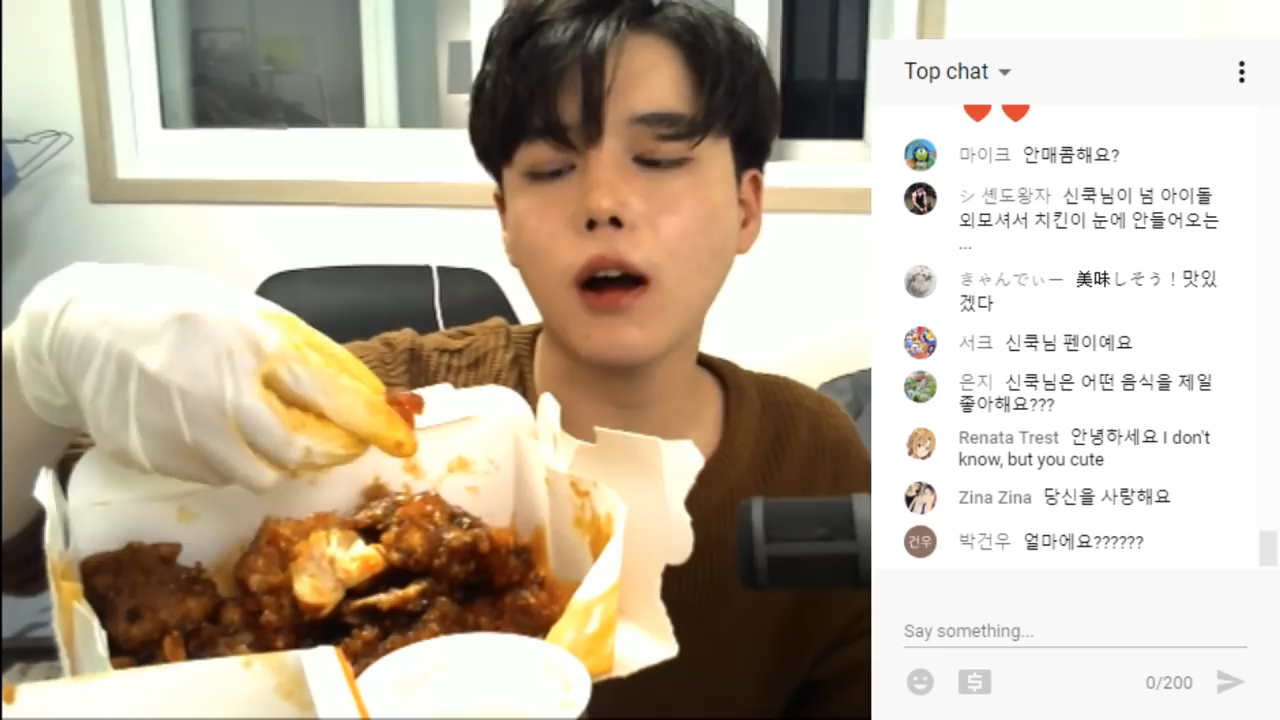 Top chat
마이크 안매콤해요?
シ 셴도왕자 신쿡님이 넘 아이돌
외모셔서 치킨이 눈에 안들어오는
...
きゃんでぃー 美味しそう！맛있
겠다
서크 신쿡님 펜이예요
은지 신쿡님은 어떤 음식을 제일
좋아해요???
Renata Trest 안녕하세요 I don't
know, but you cute
Zina Zina 당신을 사랑해요
건우 박건우 얼마에요??????
Say something...
0/200